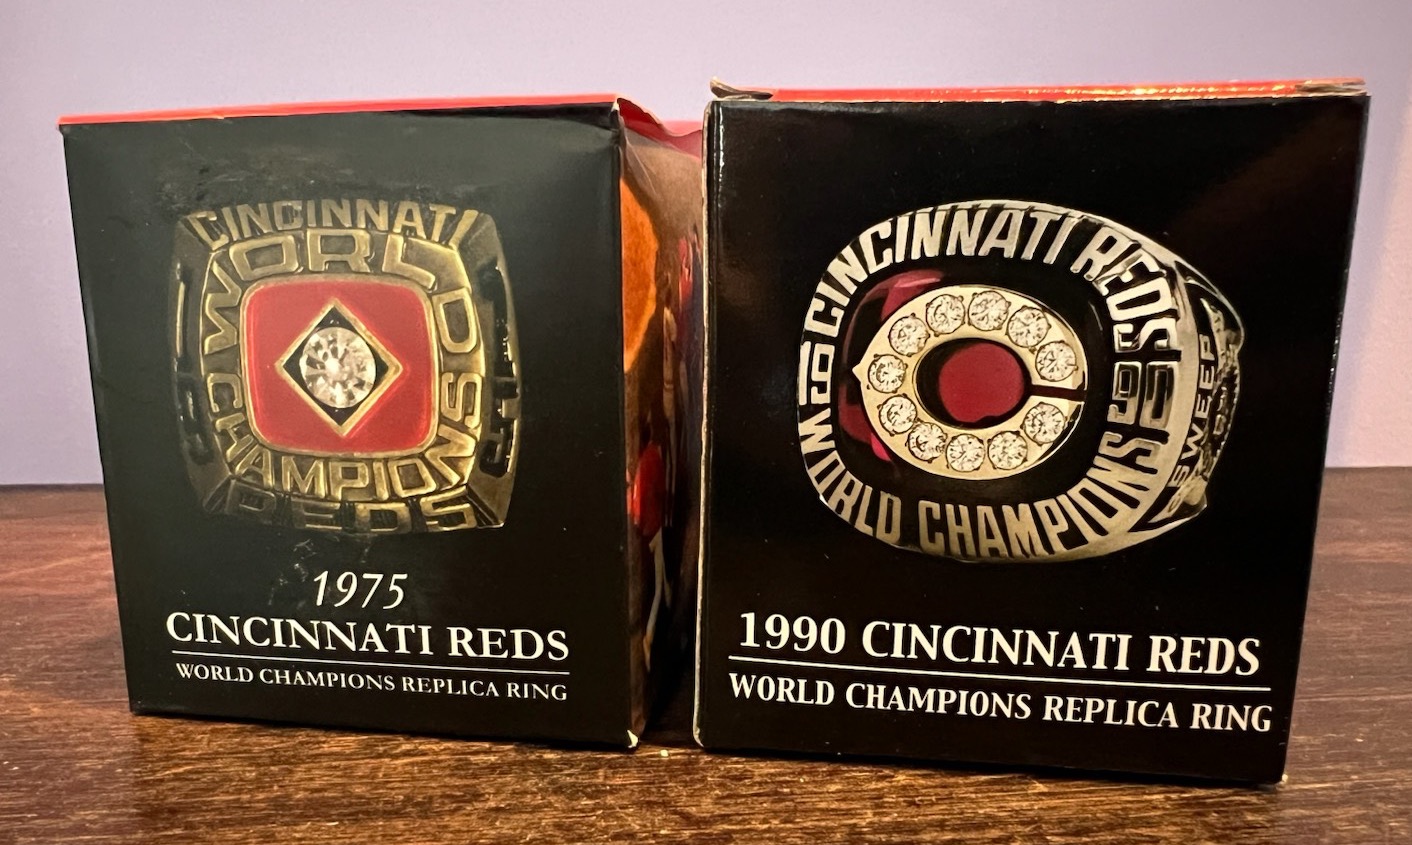 CINCINNATI
WORLD
CHAMPIONS
REDS
1975
CINCINNATI REDS
WORLD CHAMPIONS REPLICA RING
CINCINNATI REDS
19 90
WORLD CHAMPIONS
SWEEP
1990 CINCINNATI REDS
WORLD CHAMPIONS REPLICA RING